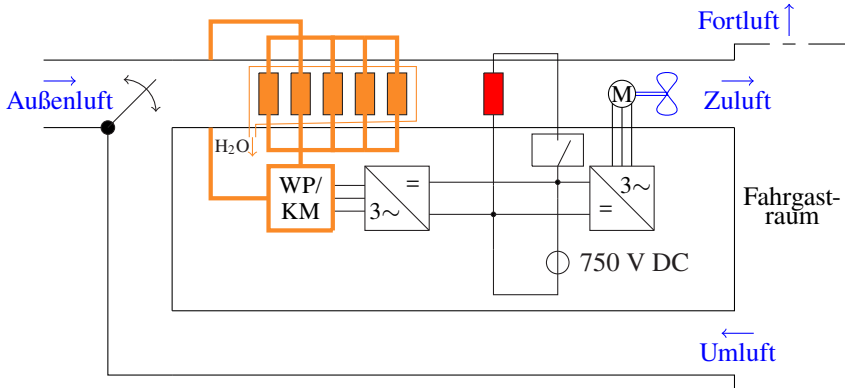 Fortluft
Außenluft
M
Zuluft
H₂O
WP/
KM
=
3∼
3∼
=
Fahrgast-
raum
750 V DC
Umluft